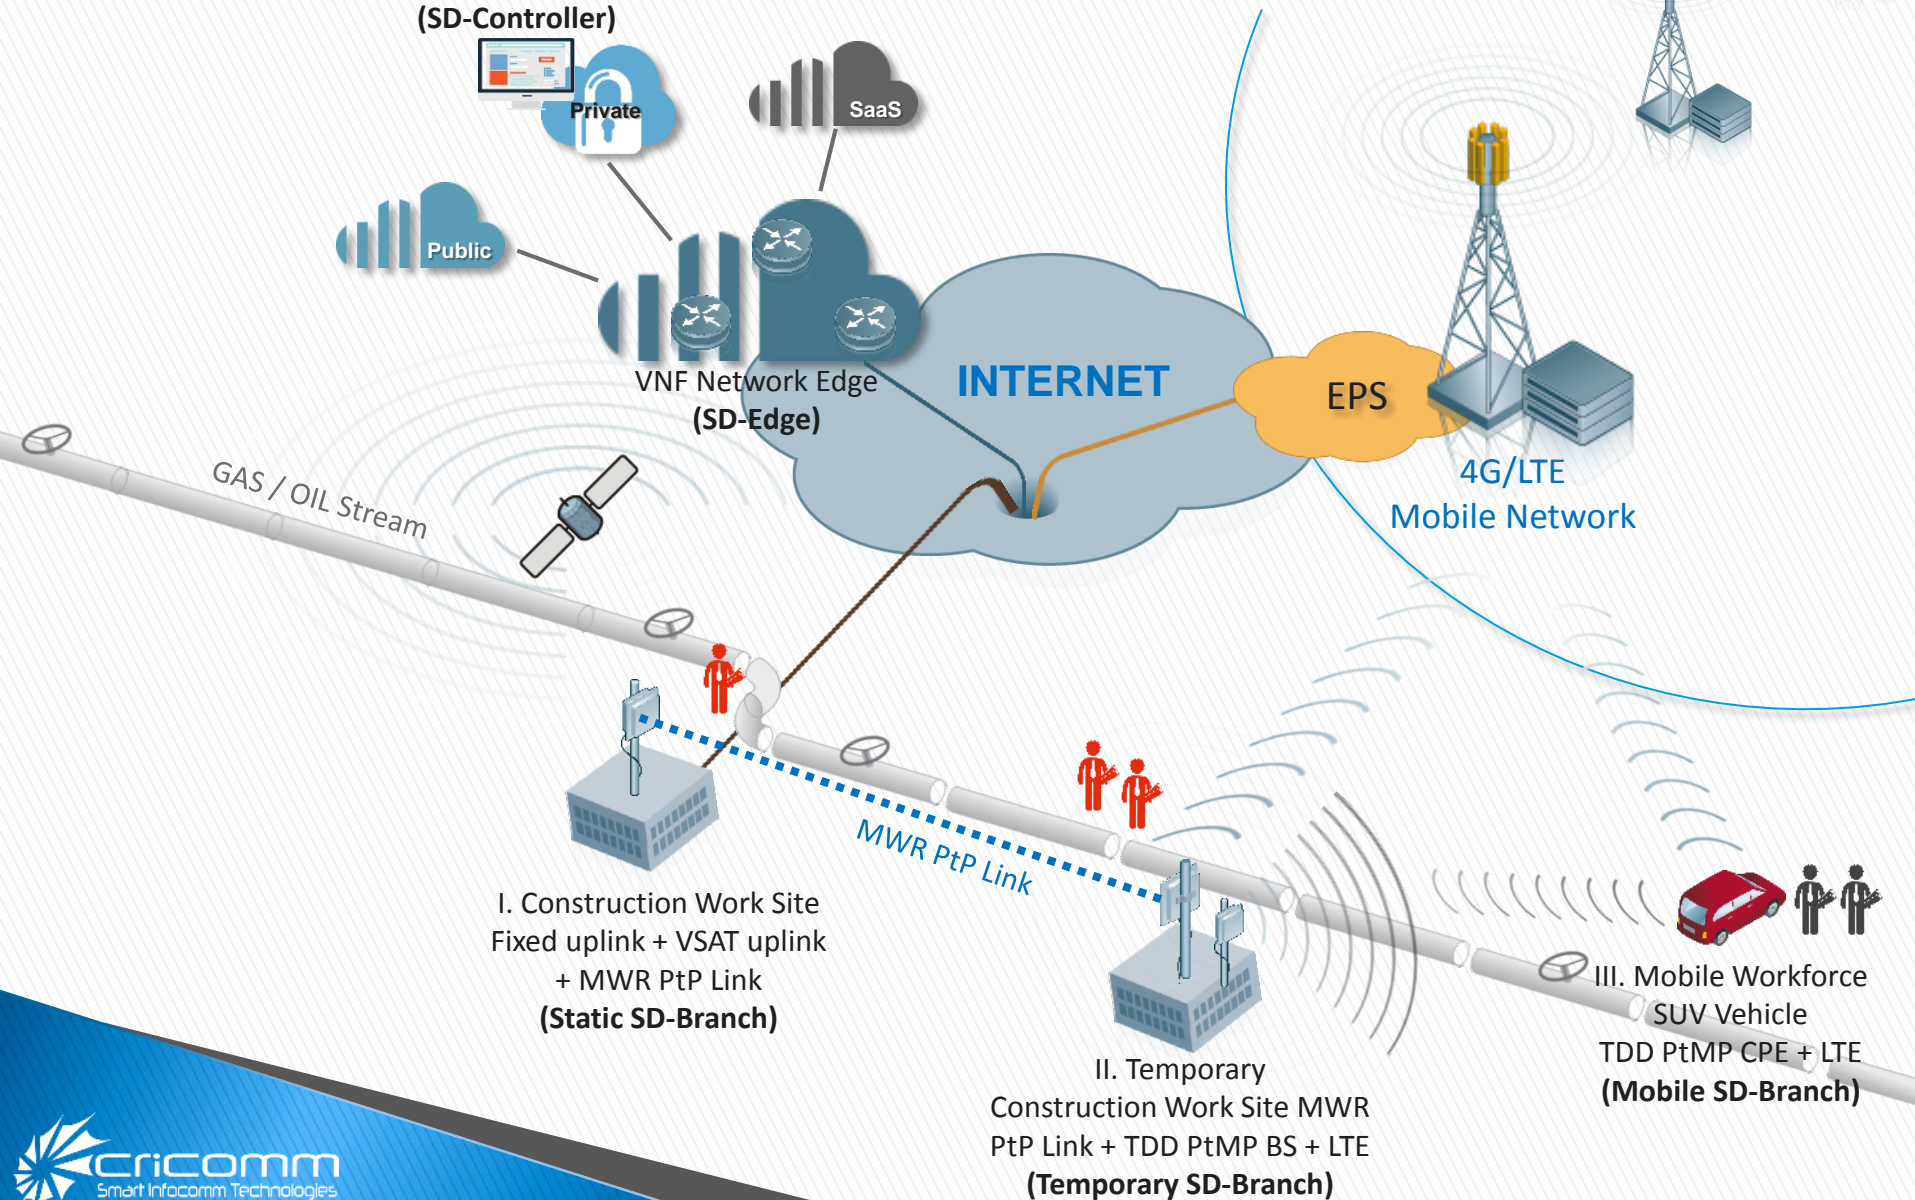 (SD-Controller)
Private
SaaS
Public
VNF Network Edge
(SD-Edge)
INTERNET
EPS
4G/LTE
Mobile Network
GAS / OIL Stream
MWR PtP Link
I. Construction Work Site
Fixed uplink + VSAT uplink
+ MWR PtP Link
(Static SD-Branch)
II. Temporary
Construction Work Site MWR
PtP Link + TDD PtMP BS + LTE
(Temporary SD-Branch)
III. Mobile Workforce
SUV Vehicle
TDD PtMP CPE + LTE
(Mobile SD-Branch)
cricomm
Smart Infocomm Technologies